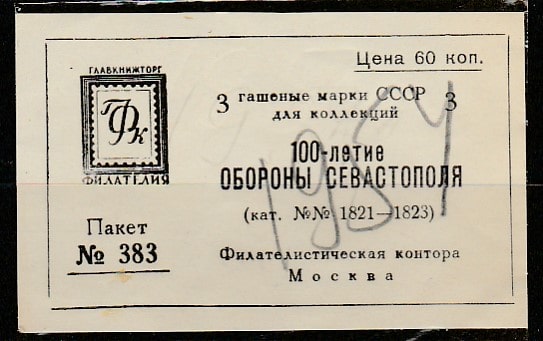 Цена 60 коп.
ГЛАВКНИЖТОРГ
ФК
ФИЛАТЕЛИЯ
3 гашеные марки СССР 3
для коллекций
100-летие
ОБОРОНЫ СЕВАСТОПОЛЯ
(кат. №№ 1821—1823)
Пакет
№ 383
Филателистическая контора
Москва
1954